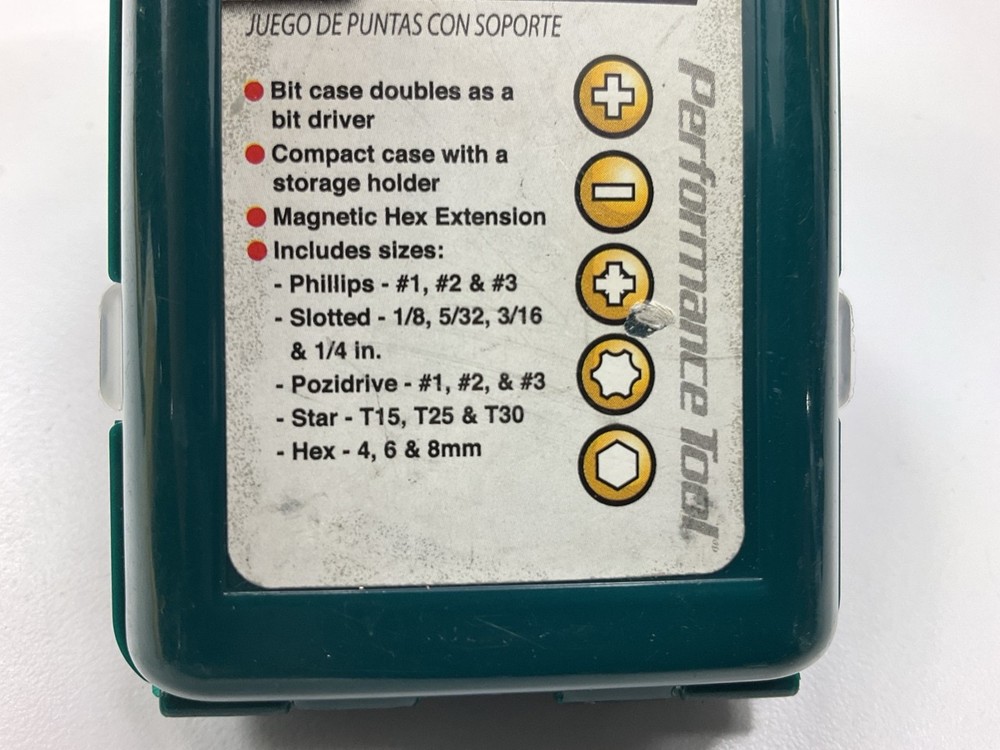 JUEGO DE PUNTAS CON SOPORTE
Bit case doubles as a
bit driver
Compact case with a
storage holder
Magnetic Hex Extension
Includes sizes:
- Phillips - #1, #2 & #3
- Slotted - 1/8, 5/32, 3/16
& 1/4 in.
- Pozidrive - #1, #2, & #3
- Star - T15, T25 & T30
- Hex - 4, 6 & 8mm
Performance Tool